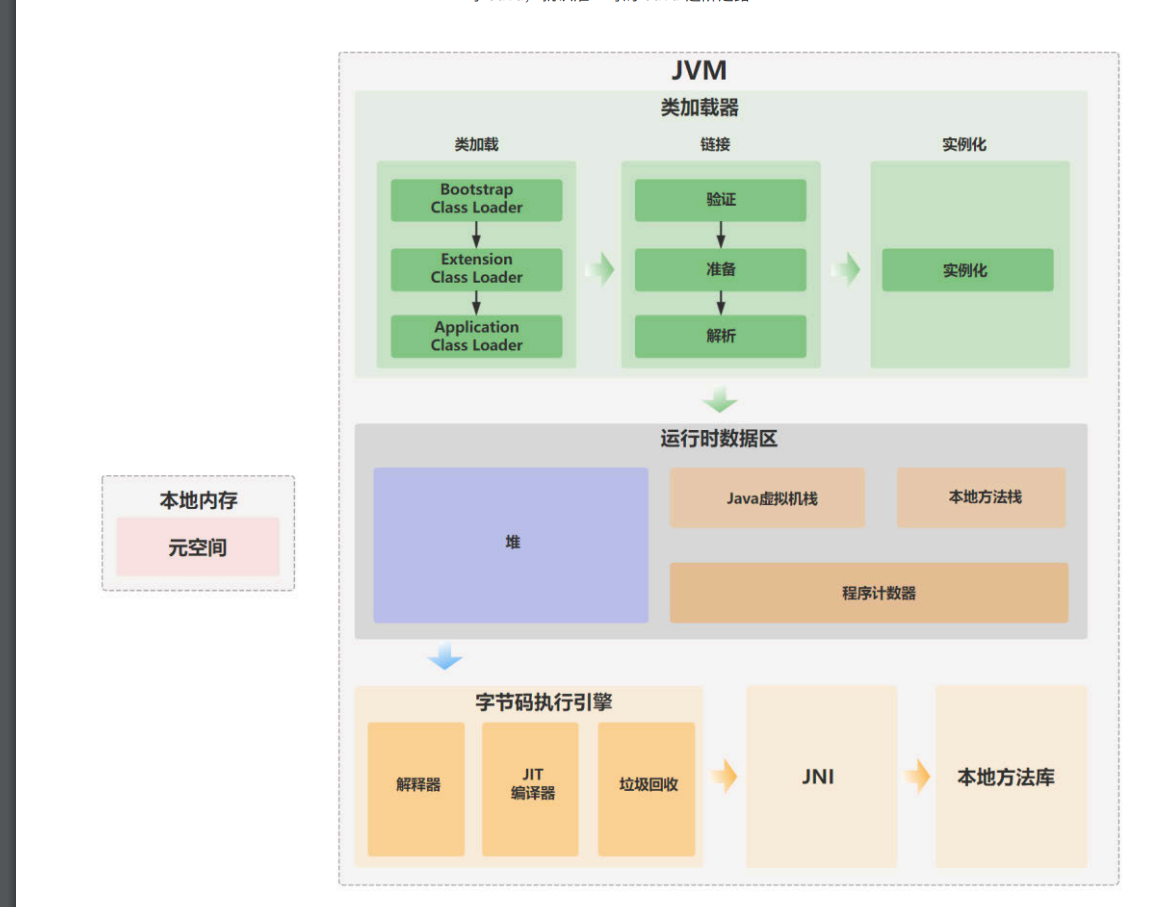 JVM
类加载器
类加载
链接
实例化
Bootstrap
Class Loader
Extension
Class Loader
Application
Class Loader
验证
准备
解析
实例化
运行时数据区
堆
Java虚拟机栈
本地方法栈
程序计数器
本地内存
元空间
字节码执行引擎
解释器
JIT
编译器
垃圾回收
JNI
本地方法库